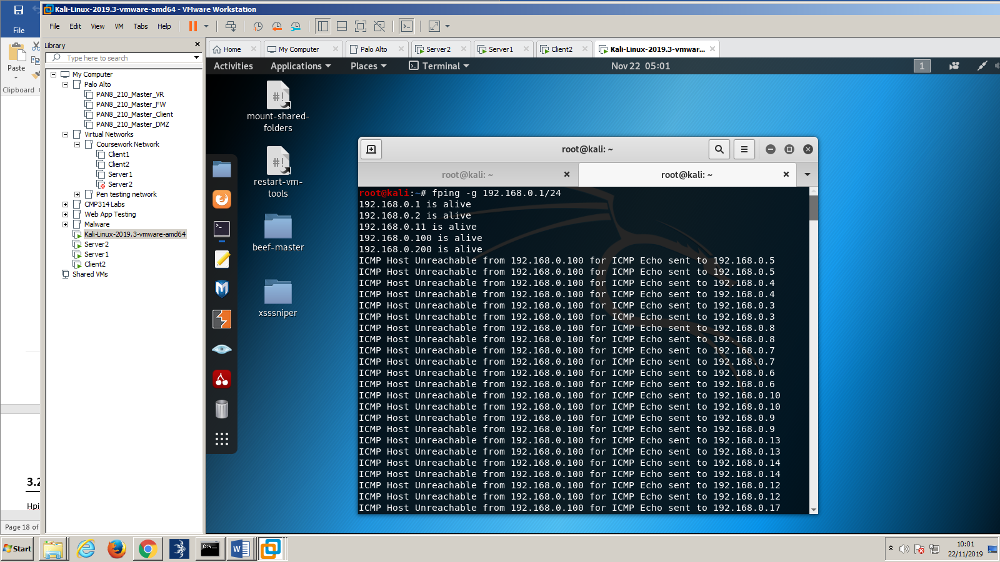 Kali-Linux-2019.3-vmware-amd64 - VMware Workstation
File
File Edit View VM Tabs Help
Paste
Clipboard
3.2
Hpi
Page 18 of
Library
Type here to search
My Computer
Palo Alto
PAN8_210_Master_VR
PAN8_210_Master_FW
PAN8_210_Master_Client
PAN8_210_Master_DMZ
Virtual Networks
Coursework Network
Client1
Client2
Server1
Server2
Pen testing network
CMP314 Labs
Web App Testing
Malware
Kali-Linux-2019.3-vmware-amd64
Server2
Server1
Client2
Shared VMs
Home My Computer Palo Alto Server2 Server1 Client2 Kali-Linux-2019.3-vmwar...
Activities Applications Places Terminal Nov 22 05:01 1
#!
mount-shared-
folders
#!
restart-vm-
tools
beef-master
xsssniper
root@kali: ~
root@kali: ~ root@kali: ~
root@kali:~# fping -g 192.168.0.1/24
192.168.0.1 is alive
192.168.0.2 is alive
192.168.0.11 is alive
192.168.0.100 is alive
192.168.0.200 is alive
ICMP Host Unreachable from 192.168.0.100 for ICMP Echo sent to 192.168.0.5
ICMP Host Unreachable from 192.168.0.100 for ICMP Echo sent to 192.168.0.5
ICMP Host Unreachable from 192.168.0.100 for ICMP Echo sent to 192.168.0.4
ICMP Host Unreachable from 192.168.0.100 for ICMP Echo sent to 192.168.0.4
ICMP Host Unreachable from 192.168.0.100 for ICMP Echo sent to 192.168.0.3
ICMP Host Unreachable from 192.168.0.100 for ICMP Echo sent to 192.168.0.3
ICMP Host Unreachable from 192.168.0.100 for ICMP Echo sent to 192.168.0.8
ICMP Host Unreachable from 192.168.0.100 for ICMP Echo sent to 192.168.0.8
ICMP Host Unreachable from 192.168.0.100 for ICMP Echo sent to 192.168.0.7
ICMP Host Unreachable from 192.168.0.100 for ICMP Echo sent to 192.168.0.7
ICMP Host Unreachable from 192.168.0.100 for ICMP Echo sent to 192.168.0.6
ICMP Host Unreachable from 192.168.0.100 for ICMP Echo sent to 192.168.0.6
ICMP Host Unreachable from 192.168.0.100 for ICMP Echo sent to 192.168.0.10
ICMP Host Unreachable from 192.168.0.100 for ICMP Echo sent to 192.168.0.10
ICMP Host Unreachable from 192.168.0.100 for ICMP Echo sent to 192.168.0.9
ICMP Host Unreachable from 192.168.0.100 for ICMP Echo sent to 192.168.0.9
ICMP Host Unreachable from 192.168.0.100 for ICMP Echo sent to 192.168.0.13
ICMP Host Unreachable from 192.168.0.100 for ICMP Echo sent to 192.168.0.13
ICMP Host Unreachable from 192.168.0.100 for ICMP Echo sent to 192.168.0.14
ICMP Host Unreachable from 192.168.0.100 for ICMP Echo sent to 192.168.0.14
ICMP Host Unreachable from 192.168.0.100 for ICMP Echo sent to 192.168.0.12
ICMP Host Unreachable from 192.168.0.100 for ICMP Echo sent to 192.168.0.12
ICMP Host Unreachable from 192.168.0.100 for ICMP Echo sent to 192.168.0.17
Start
10:01
22/11/2019